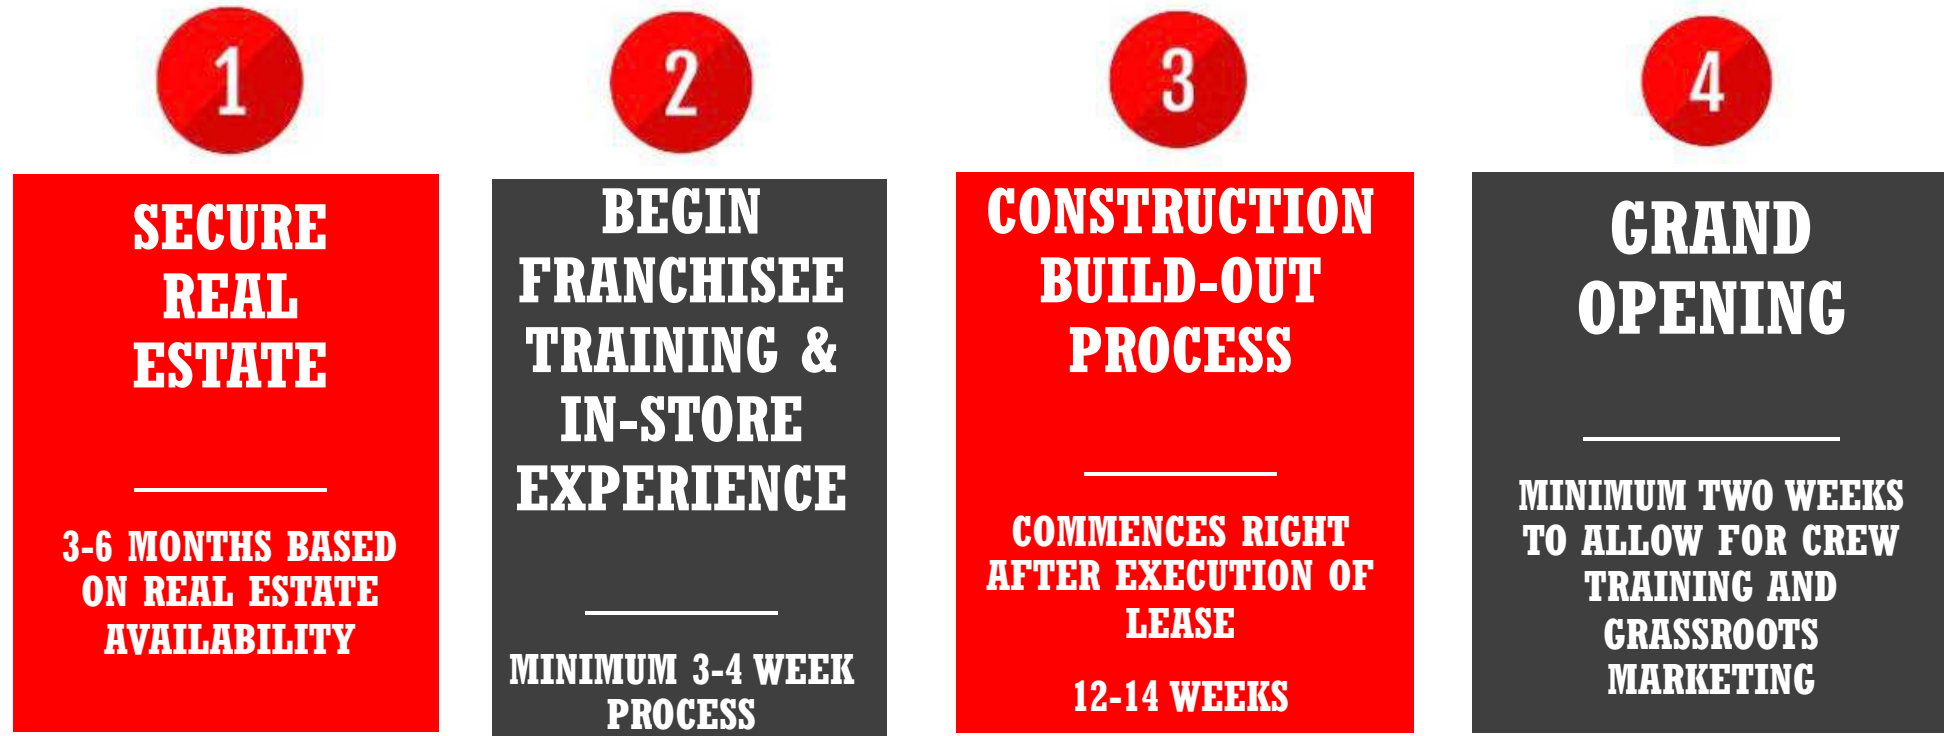 1
SECURE
REAL
ESTATE
3-6 MONTHS BASED
ON REAL ESTATE
AVAILABILITY
2
BEGIN
FRANCHISEE
TRAINING &
IN-STORE
EXPERIENCE
MINIMUM 3-4 WEEK
PROCESS
3
CONSTRUCTION
BUILD-OUT
PROCESS
COMMENCES RIGHT
AFTER EXECUTION OF
LEASE
12-14 WEEKS
4
GRAND
OPENING
MINIMUM TWO WEEKS
TO ALLOW FOR CREW
TRAINING AND
GRASSROOTS
MARKETING